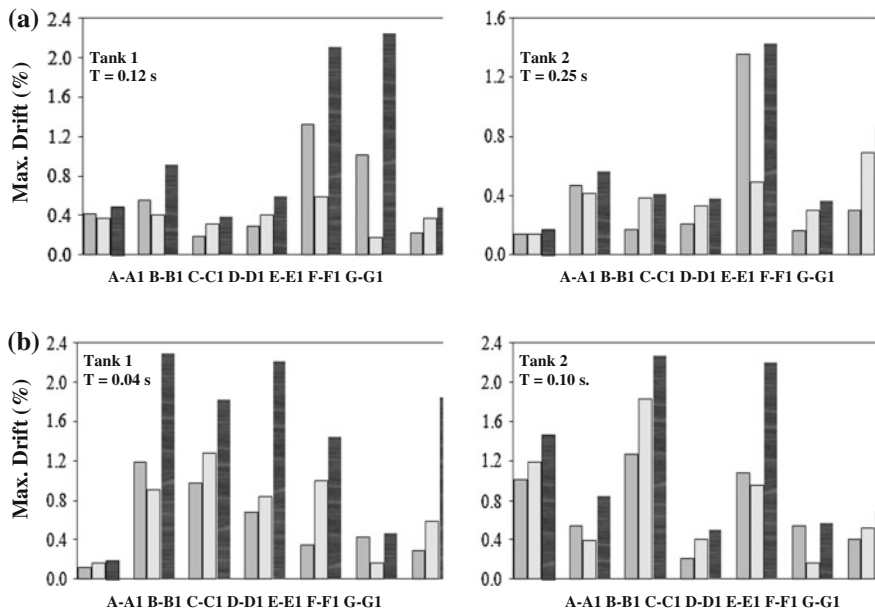 (a)
Max. Drift (%)
2.4
2.0
1.6
1.2
0.8
0.4
0.0
Tank 1
T = 0.12 s
A-A1 B-B1 C-C1 D-D1 E-E1 F-F1 G-G1
1.6
1.2
0.8
0.4
0.0
Tank 2
T = 0.25 s
A-A1 B-B1 C-C1 D-D1 E-E1 F-F1 G-G1
(b)
Max. Drift (%)
2.4
2.0
1.6
1.2
0.8
0.4
0.0
Tank 1
T = 0.04 s
A-A1 B-B1 C-C1 D-D1 E-E1 F-F1 G-G1
2.4
2.0
1.6
1.2
0.8
0.4
0.0
Tank 2
T = 0.10 s.
A-A1 B-B1 C-C1 D-D1 E-E1 F-F1 G-G1